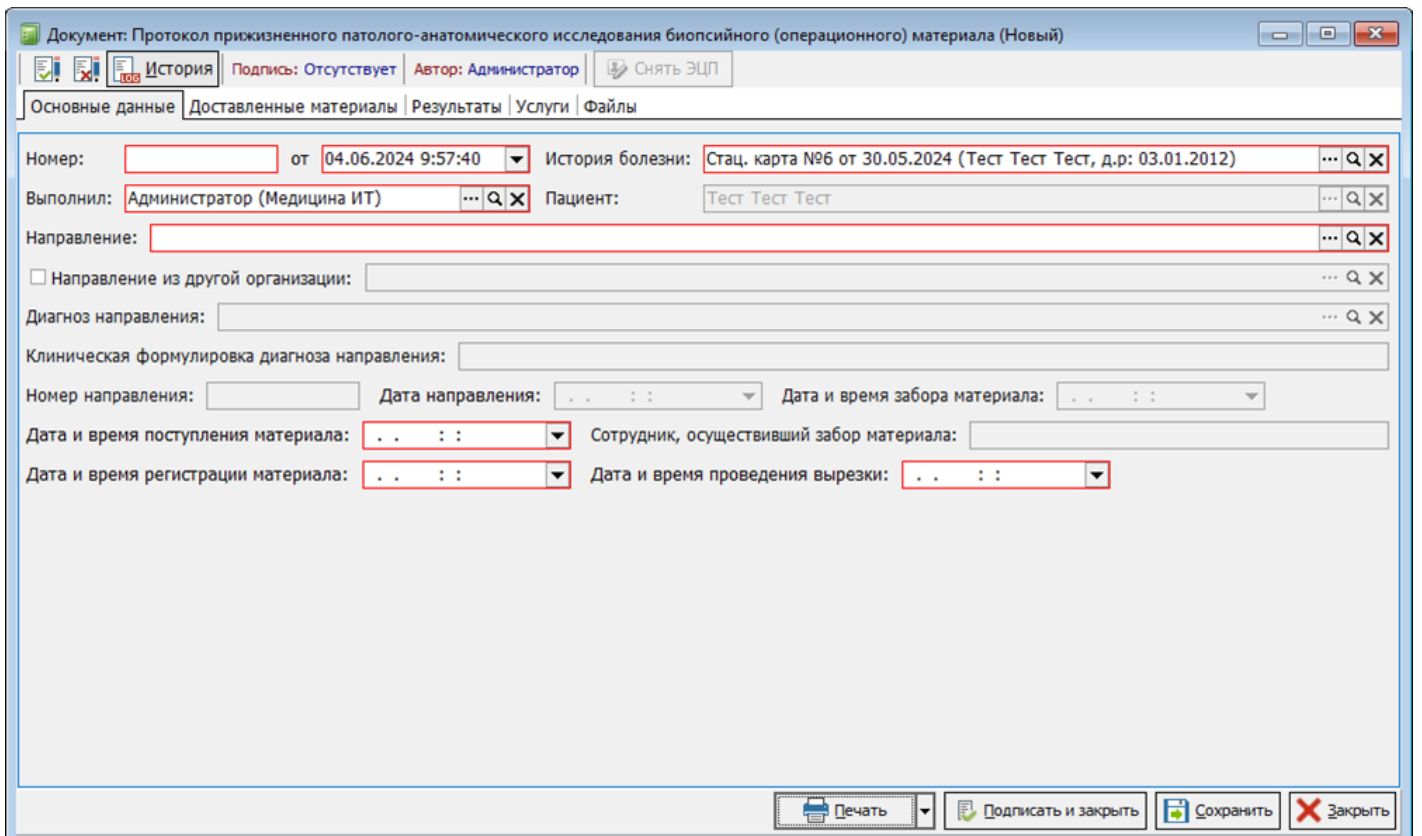 Документ: Протокол прижизненного патолого-анатомического исследования биопсийного (операционного) материала (Новый)
LOG История Подпись: Отсутствует Автор: Администратор Снять ЭЦП
Основные данные Доставленные материалы Результаты Услуги Файлы
Номер: от 04.06.2024 9:57:40 История болезни: Стац. карта №6 от 30.05.2024 (Тест Тест Тест, д.р: 03.01.2012)
Выполнил: Администратор (Медицина ИТ) Пациент: Тест Тест Тест
Направление:
Направление из другой организации:
Диагноз направления:
Клиническая формулировка диагноза направления:
Номер направления: Дата направления: . . : : Дата и время забора материала: . . : :
Дата и время поступления материала: . . : : Сотрудник, осуществивший забор материала:
Дата и время регистрации материала: . . : : Дата и время проведения вырезки: . . : :
Печать Подписать и закрыть Сохранить Закрыть